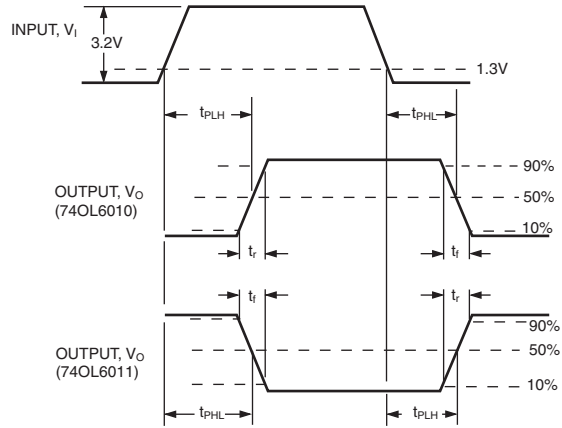 INPUT, VI
3.2V
1.3V
tPLH
tPHL
90%
OUTPUT, VO
(74OL6010)
50%
10%
tr
tf
tf
tr
90%
OUTPUT, VO
(74OL6011)
50%
10%
tPHL
tPLH